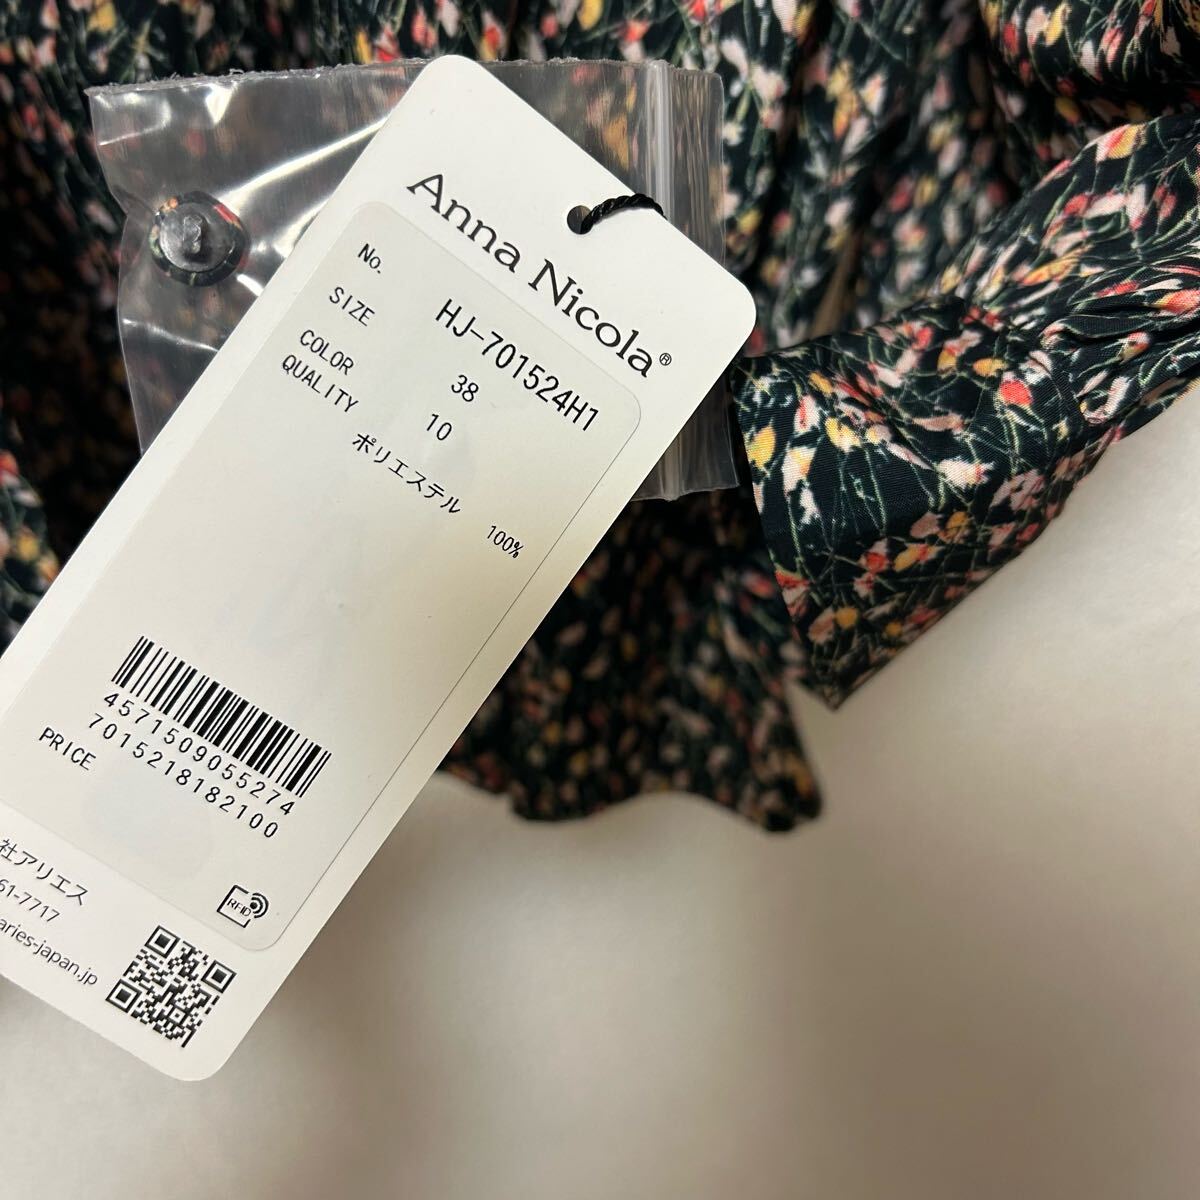 Anna Nicola®
No. HJ-701524H1
SIZE 38
COLOR 10
QUALITY
ポリエステル 100%
4571509055274
7015218182100
PRICE
RFID
社アリエス
61-7717
aries-japan.jp